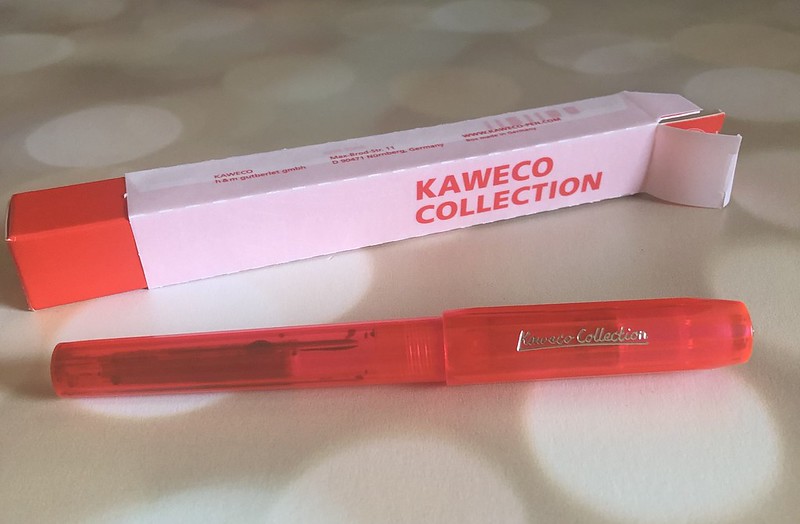 KAWECO
h&m gutberlet gmbh
Max-Brod-Str. 11
D 90471 Nürnberg, Germany
WWW.KAWECO-PEN.COM
Box made in Germany
KAWECO
COLLECTION
Kaweco Collection